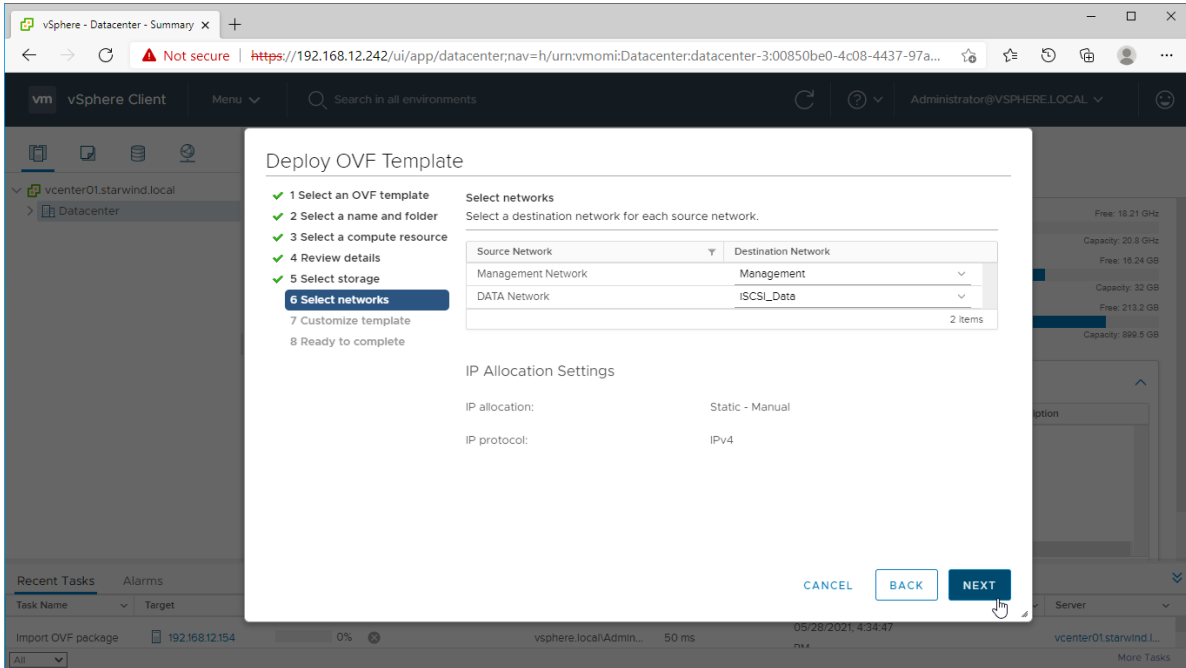 vSphere - Datacenter - Summary
Not secure https://192.168.12.242/ui/app/datacenter;nav=h/urn:vmomi:Datacenter:datacenter-3:00850be0-4c08-4437-97a...
vm vSphere Client Menu Search in all environments Administrator@VSPHERE.LOCAL
vcenter01.starwind.local
Datacenter
Free: 18.21 GHz
Capacity: 20.8 GHz
Free: 16.24 GB
Capacity: 32 GB
Free: 213.2 GB
Capacity: 899.5 GB
ption
Deploy OVF Template
1 Select an OVF template
2 Select a name and folder
3 Select a compute resource
4 Review details
5 Select storage
6 Select networks
7 Customize template
8 Ready to complete
Select networks
Select a destination network for each source network.
Source Network Destination Network
Management Network Management
DATA Network iSCSI_Data
2 items
IP Allocation Settings
IP allocation: Static - Manual
IP protocol: IPv4
CANCEL BACK NEXT
Recent Tasks Alarms
Task Name Target Server
Import OVF package 192.168.12.154 0% vsphere.local\Admin... 50 ms 05/28/2021, 4:34:47 PM vcenter01.starwind.l...
All More Tasks